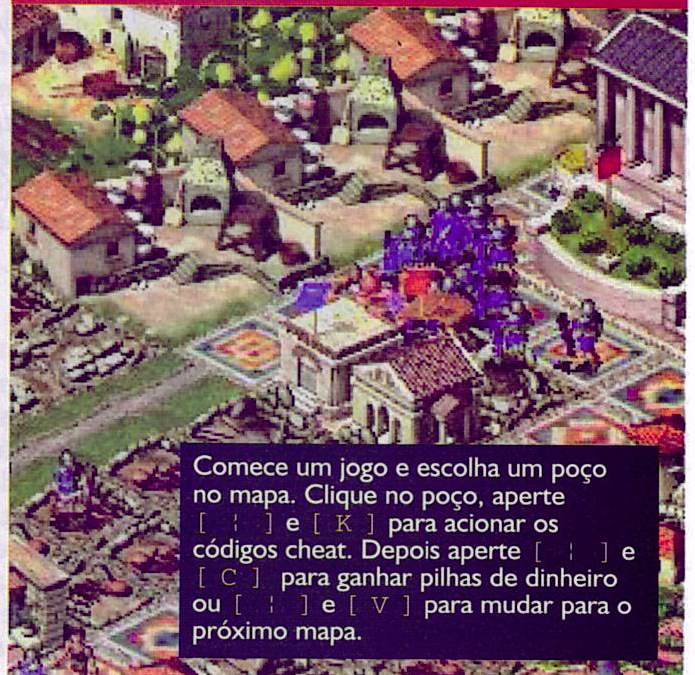 Comece um jogo e escolha um poço
no mapa. Clique no poço, aperte
[ ¦ ] e [ K ] para acionar os
códigos cheat. Depois aperte [ ¦ ] e
[ C ] para ganhar pilhas de dinheiro
ou [ ¦ ] e [ V ] para mudar para o
próximo mapa.